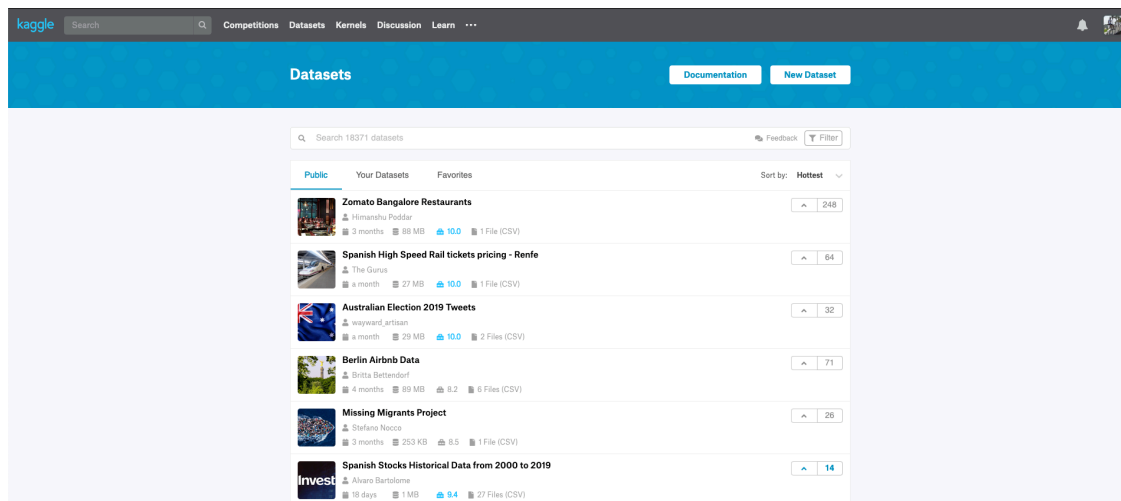 kaggle Search Competitions Datasets Kernels Discussion Learn
Datasets Documentation New Dataset
Search 18371 datasets Feedback Filter
Public Your Datasets Favorites Sort by: Hottest
Zomato Bangalore Restaurants 248
Himanshu Poddar
3 months 88 MB 10.0 1 File (CSV)
Spanish High Speed Rail tickets pricing - Renfe 64
The Gurus
a month 27 MB 10.0 1 File (CSV)
Australian Election 2019 Tweets 32
wayward_artisan
a month 29 MB 10.0 2 Files (CSV)
Berlin Airbnb Data 71
Britta Bettendorf
4 months 89 MB 8.2 6 Files (CSV)
Missing Migrants Project 26
Stefano Nocco
3 months 253 KB 8.5 1 File (CSV)
Spanish Stocks Historical Data from 2000 to 2019 14
Invest Alvaro Bartolome
18 days 1 MB 9.4 27 Files (CSV)